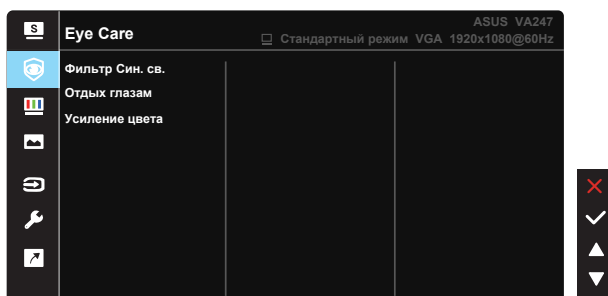 S
Eye Care
ASUS VA247
Стандартный режим VGA 1920x1080@60Hz
Фильтр Син. св.
Отдых глазам
Усиление цвета